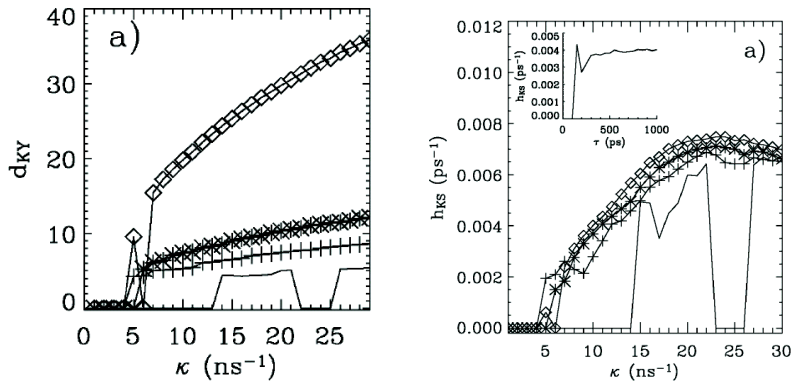 a)
40
30
20
10
0
d_KY
0 5 10 15 20 25
κ (ns⁻¹)
a)
0.012
0.010
0.008
0.006
0.004
0.002
0.000
h_KS (ps⁻¹)
0.005
0.004
0.003
0.002
0.001
0.000
h_KS (ps⁻¹)
0 500 1000
τ (ps)
5 10 15 20 25 30
κ (ns⁻¹)